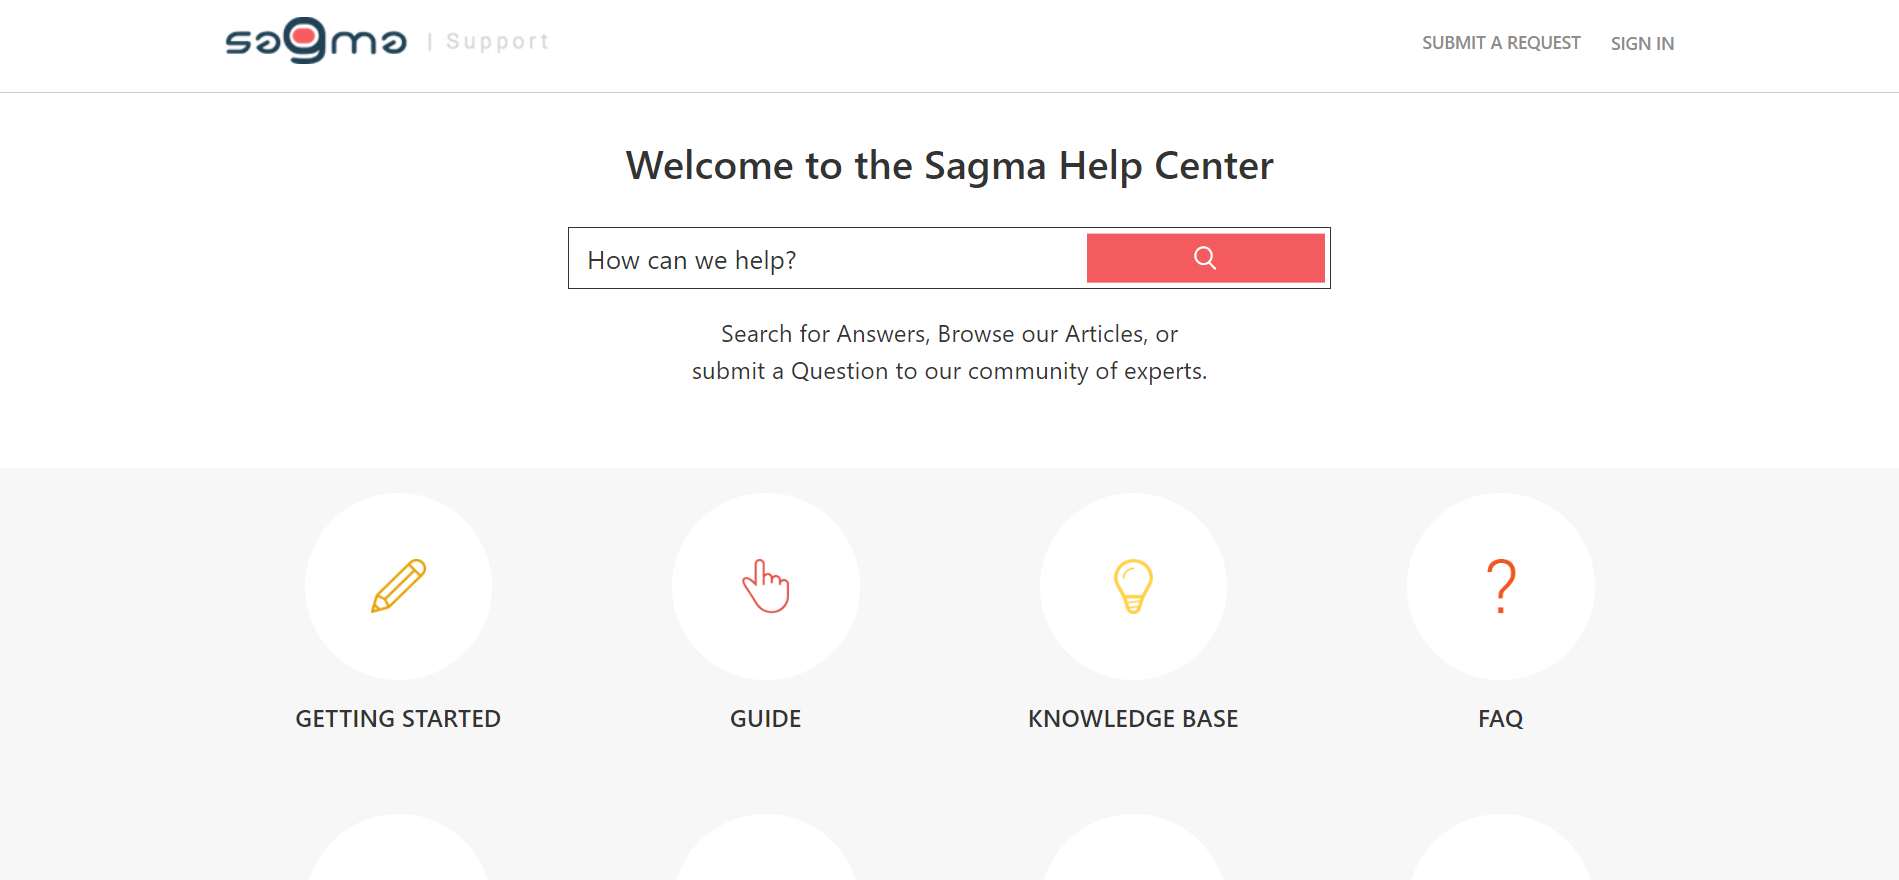 sagma | Support
SUBMIT A REQUEST
SIGN IN
Welcome to the Sagma Help Center
How can we help?
Search for Answers, Browse our Articles, or
submit a Question to our community of experts.
GETTING STARTED
GUIDE
KNOWLEDGE BASE
FAQ